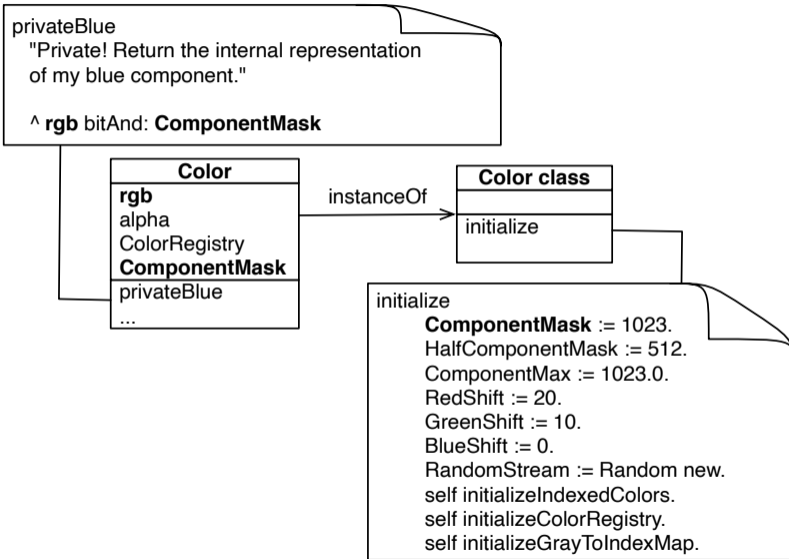 privateBlue
"Private! Return the internal representation
of my blue component."
^ rgb bitAnd: ComponentMask
Color
rgb
alpha
ColorRegistry
ComponentMask
privateBlue
...
instanceOf
Color class
initialize
initialize
ComponentMask := 1023.
HalfComponentMask := 512.
ComponentMax := 1023.0.
RedShift := 20.
GreenShift := 10.
BlueShift := 0.
RandomStream := Random new.
self initializeIndexedColors.
self initializeColorRegistry.
self initializeGrayToIndexMap.